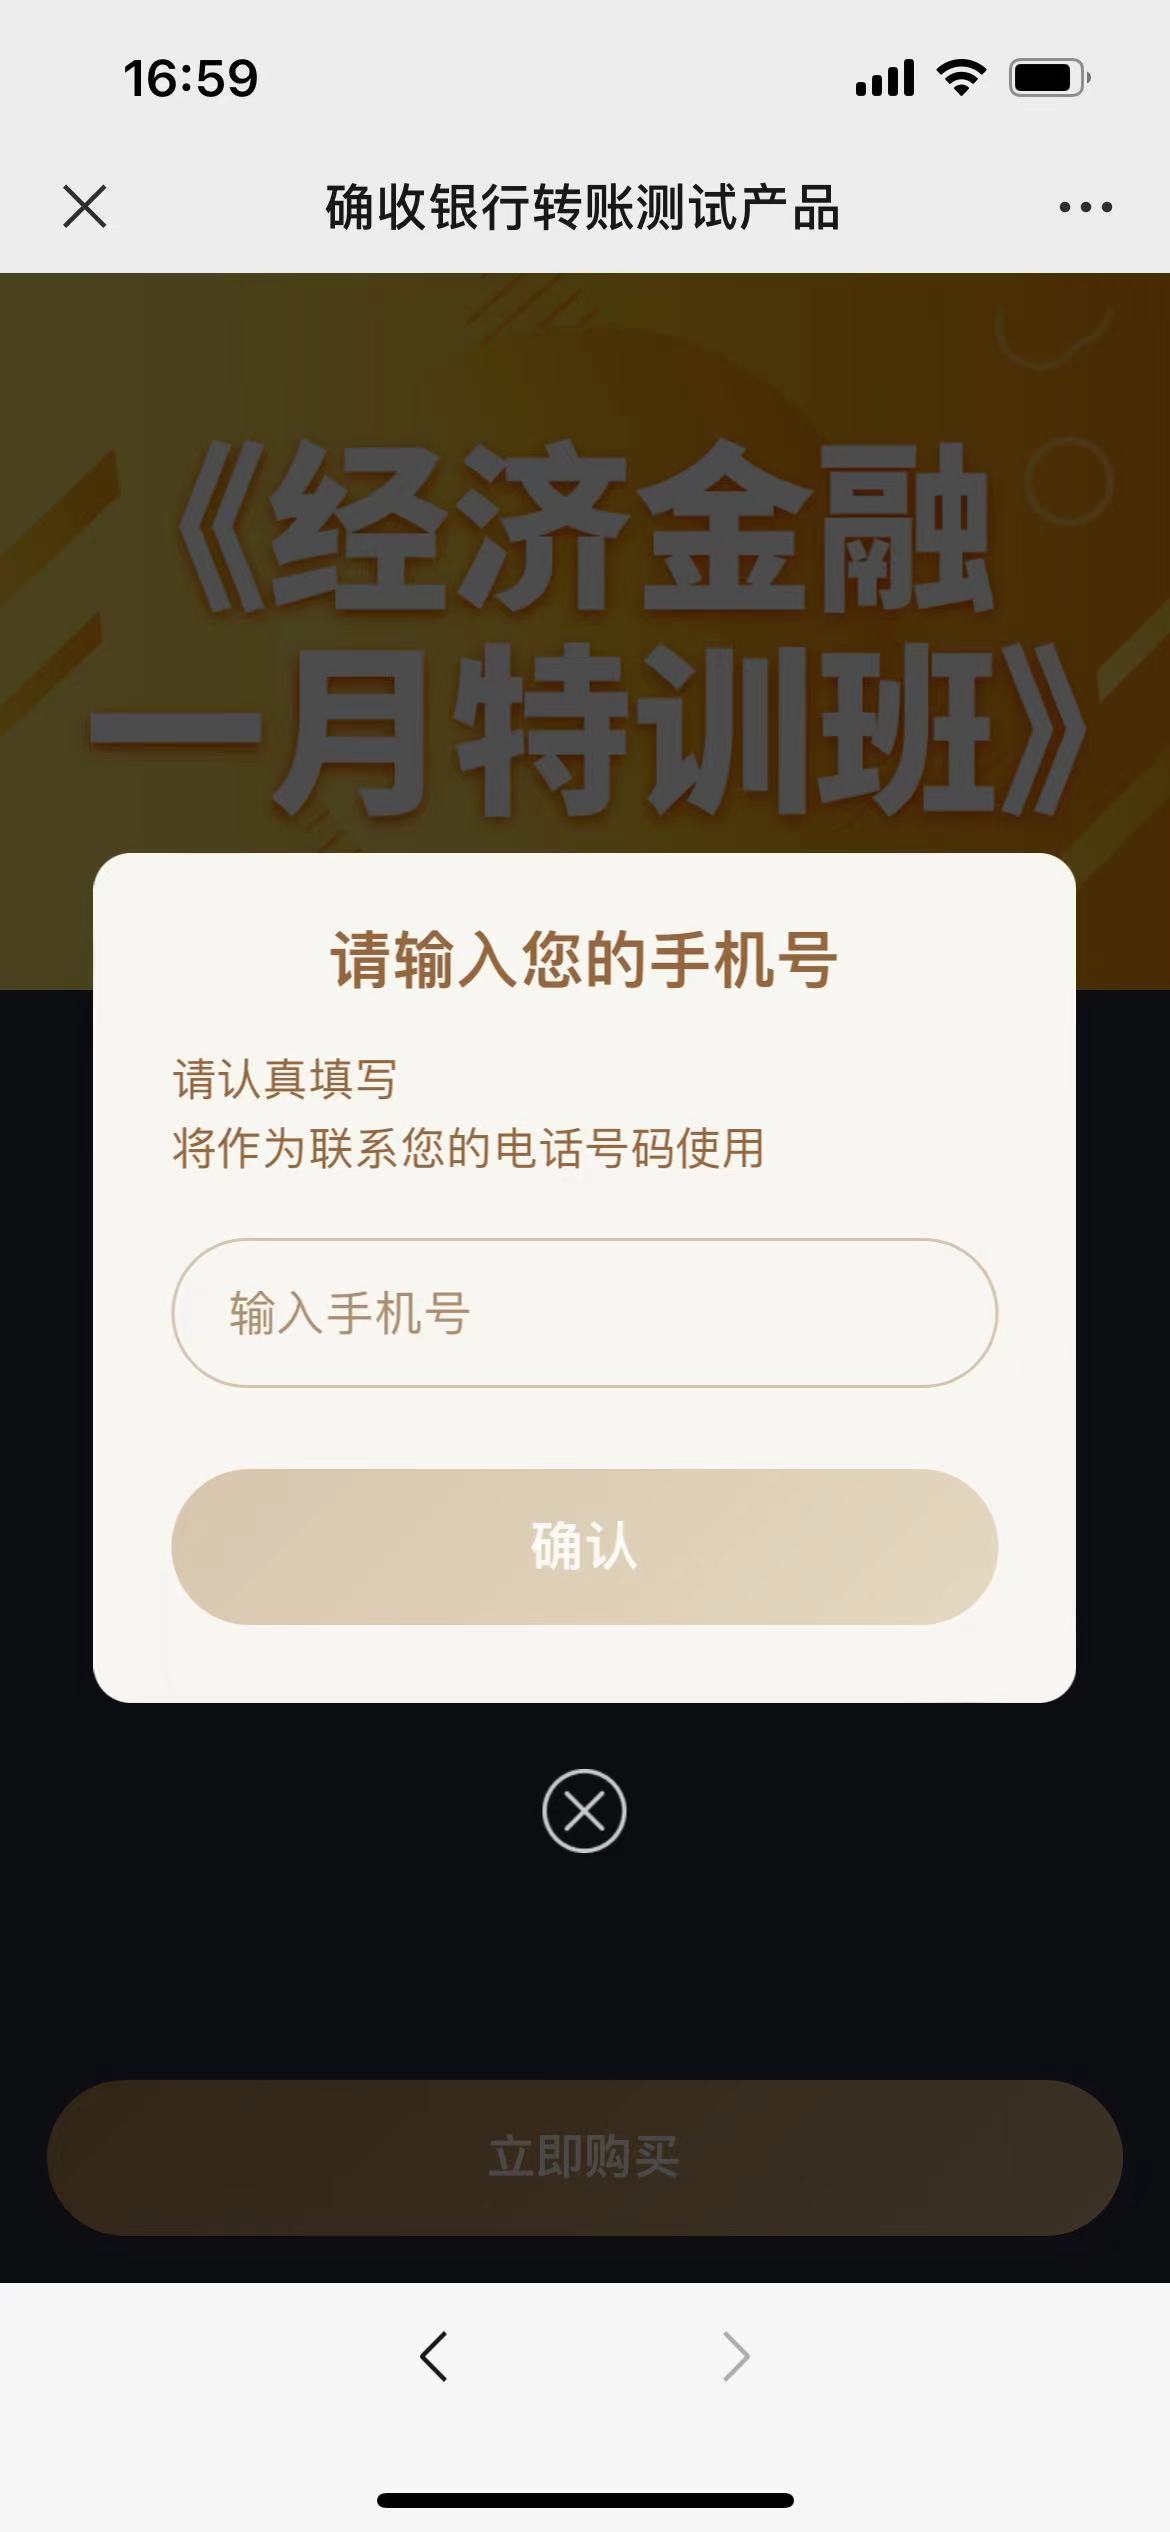 16:59
确收银行转账测试产品
《经济金融
一月特训班》
请输入您的手机号
请认真填写
将作为联系您的电话号码使用
输入手机号
确认
立即购买